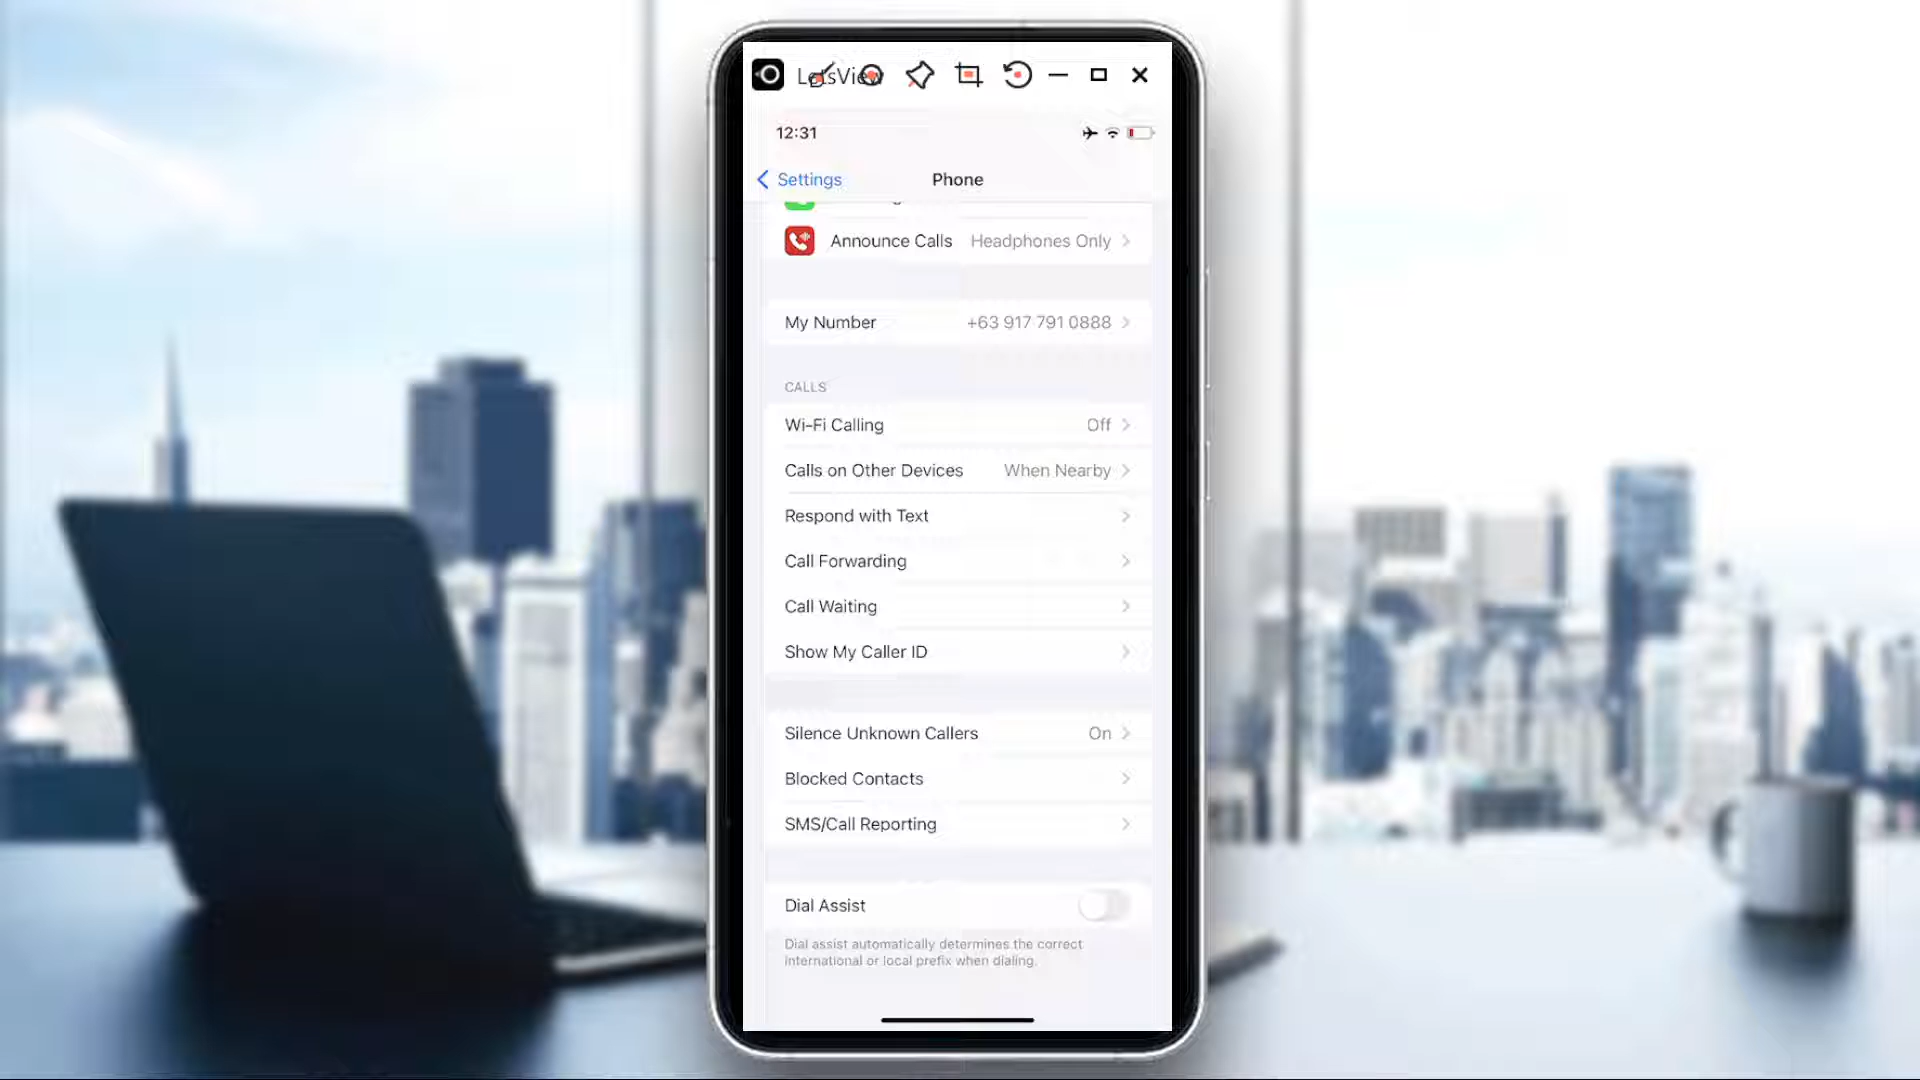 LetsView
12:31
Settings
Phone
Announce Calls Headphones Only
My Number +63 917 791 0888
CALLS
Wi-Fi Calling Off
Calls on Other Devices When Nearby
Respond with Text
Call Forwarding
Call Waiting
Show My Caller ID
Silence Unknown Callers On
Blocked Contacts
SMS/Call Reporting
Dial Assist
Dial assist automatically determines the correct
international or local prefix when dialing.